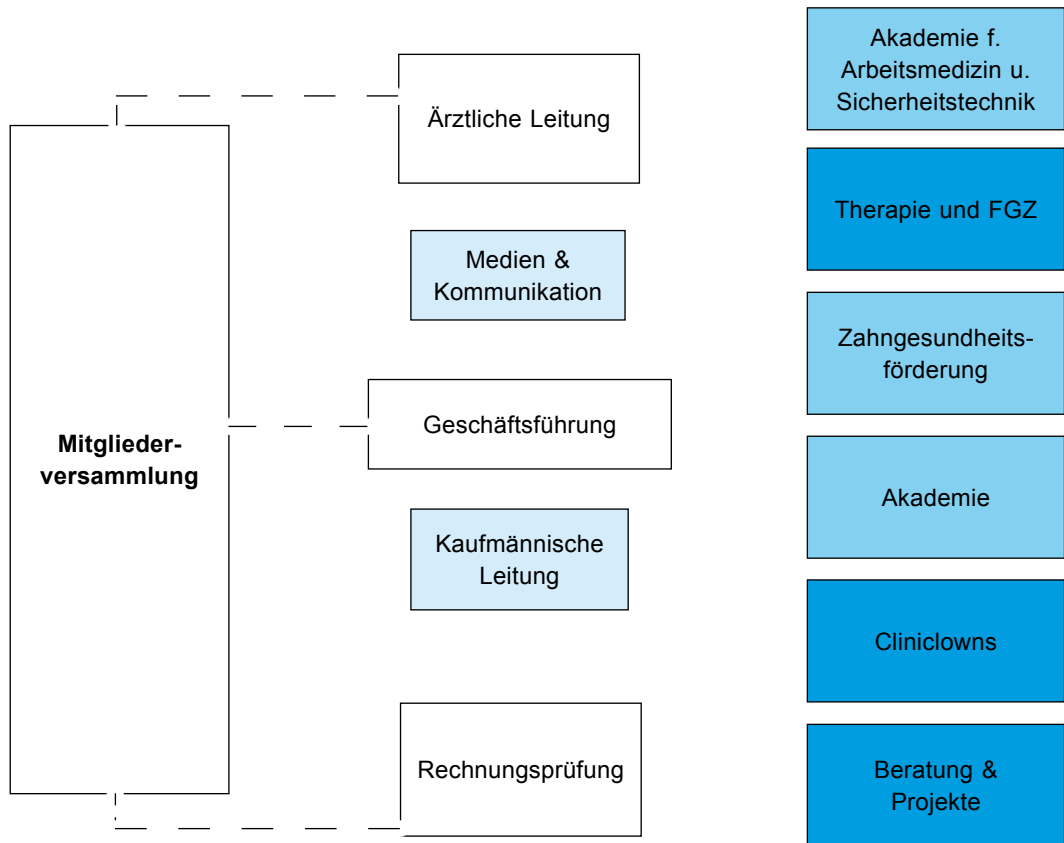 Mitglieder-
versammlung
Ärztliche Leitung
Medien &
Kommunikation
Geschäftsführung
Kaufmännische
Leitung
Rechnungsprüfung
Akademie f.
Arbeitsmedizin u.
Sicherheitstechnik
Therapie und FGZ
Zahngesundheits-
förderung
Akademie
Cliniclowns
Beratung &
Projekte